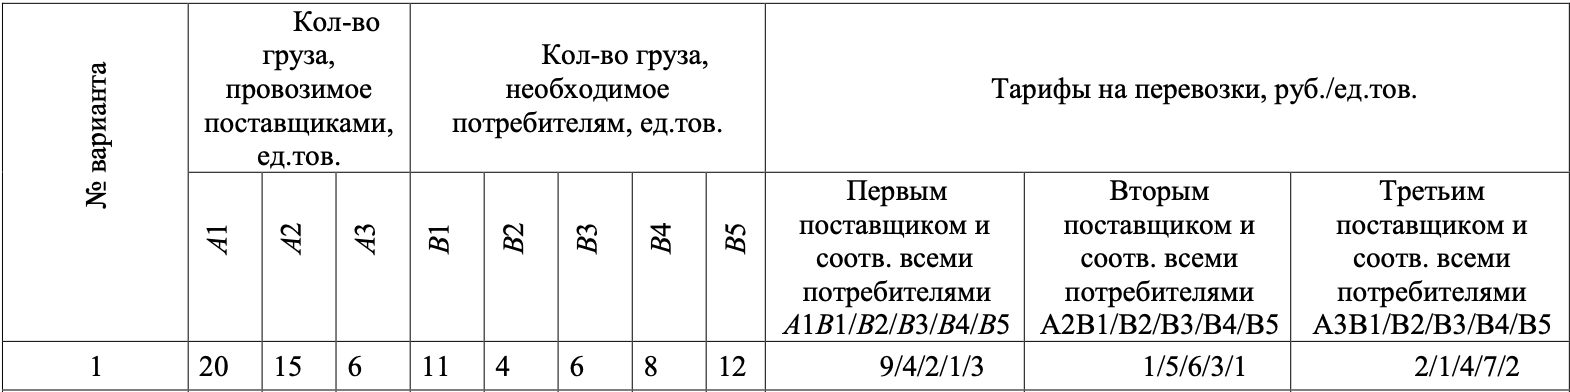 № варианта
Кол-во
груза,
провозимое
поставщиками,
ед.тов.
Кол-во груза,
необходимое
потребителям, ед.тов.
Тарифы на перевозки, руб./ед.тов.
A1
A2
A3
B1
B2
B3
B4
B5
Первым
поставщиком и
соотв. всеми
потребителями
A1B1/B2/B3/B4/B5
Вторым
поставщиком и
соотв. всеми
потребителями
A2B1/B2/B3/B4/B5
Третьим
поставщиком и
соотв. всеми
потребителями
A3B1/B2/B3/B4/B5
1 20 15 6 11 4 6 8 12 9/4/2/1/3 1/5/6/3/1 2/1/4/7/2